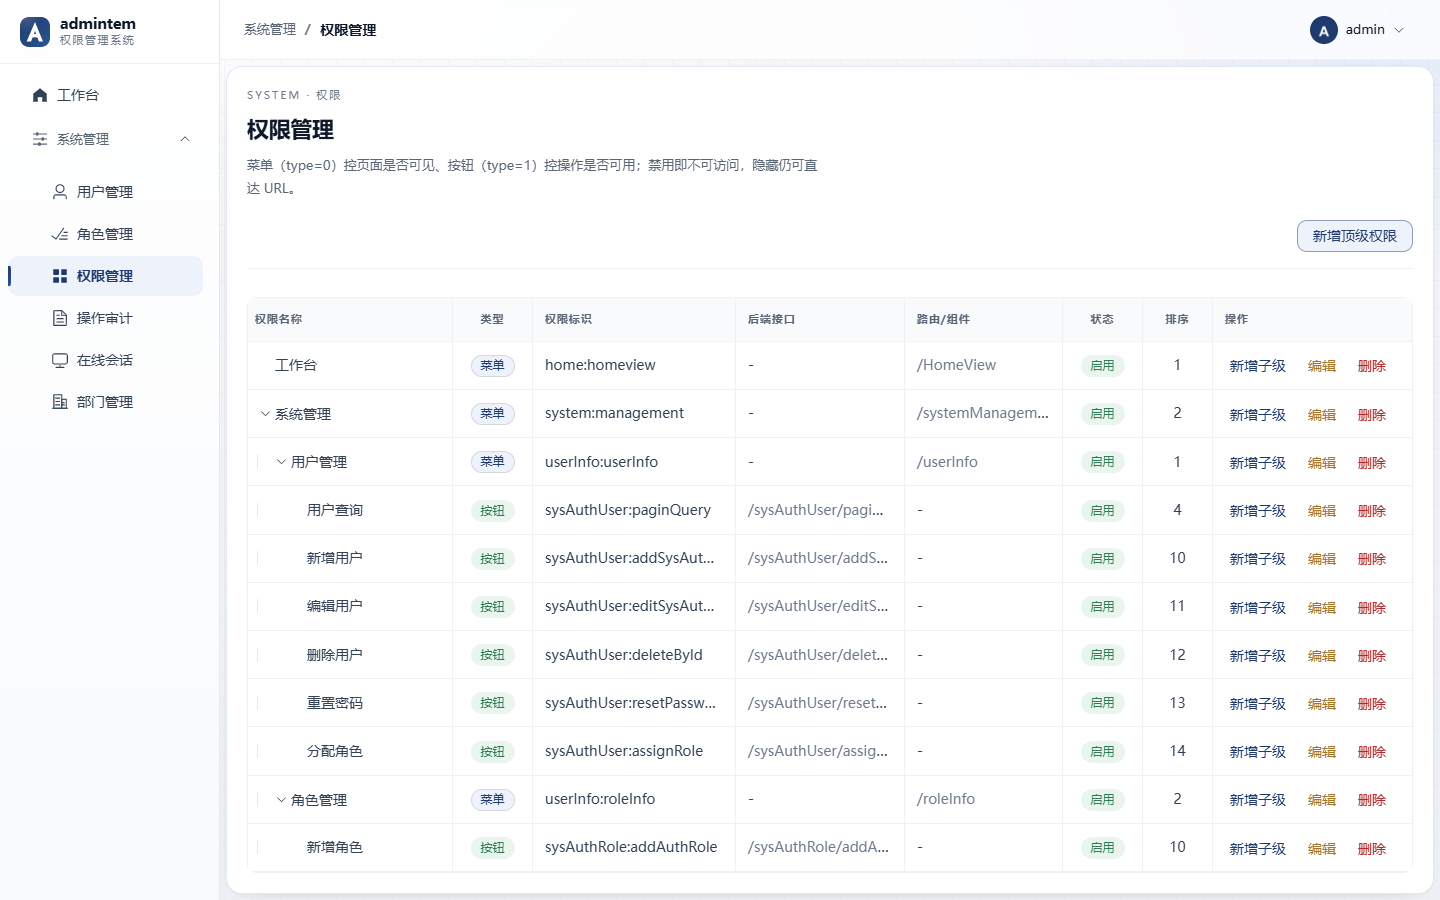 admintem
权限管理系统
系统管理 / 权限管理
A admin
工作台
系统管理
用户管理
角色管理
权限管理
操作审计
在线会话
部门管理
SYSTEM · 权限
权限管理
菜单（type=0）控页面是否可见、按钮（type=1）控操作是否可用；禁用即不可访问，隐藏仍可直
达 URL。
新增顶级权限
权限名称 类型 权限标识 后端接口 路由/组件 状态 排序 操作
工作台 菜单 home:homeview - /HomeView 启用 1 新增子级 编辑 删除
系统管理 菜单 system:management - /systemManagem... 启用 2 新增子级 编辑 删除
用户管理 菜单 userInfo:userInfo - /userInfo 启用 1 新增子级 编辑 删除
用户查询 按钮 sysAuthUser:paginQuery /sysAuthUser/pagi... - 启用 4 新增子级 编辑 删除
新增用户 按钮 sysAuthUser:addSysAut... /sysAuthUser/addS... - 启用 10 新增子级 编辑 删除
编辑用户 按钮 sysAuthUser:editSysAut... /sysAuthUser/editS... - 启用 11 新增子级 编辑 删除
删除用户 按钮 sysAuthUser:deleteById /sysAuthUser/delet... - 启用 12 新增子级 编辑 删除
重置密码 按钮 sysAuthUser:resetPassw... /sysAuthUser/reset... - 启用 13 新增子级 编辑 删除
分配角色 按钮 sysAuthUser:assignRole /sysAuthUser/assig... - 启用 14 新增子级 编辑 删除
角色管理 菜单 userInfo:roleInfo - /roleInfo 启用 2 新增子级 编辑 删除
新增角色 按钮 sysAuthRole:addAuthRole /sysAuthRole/addA... - 启用 10 新增子级 编辑 删除